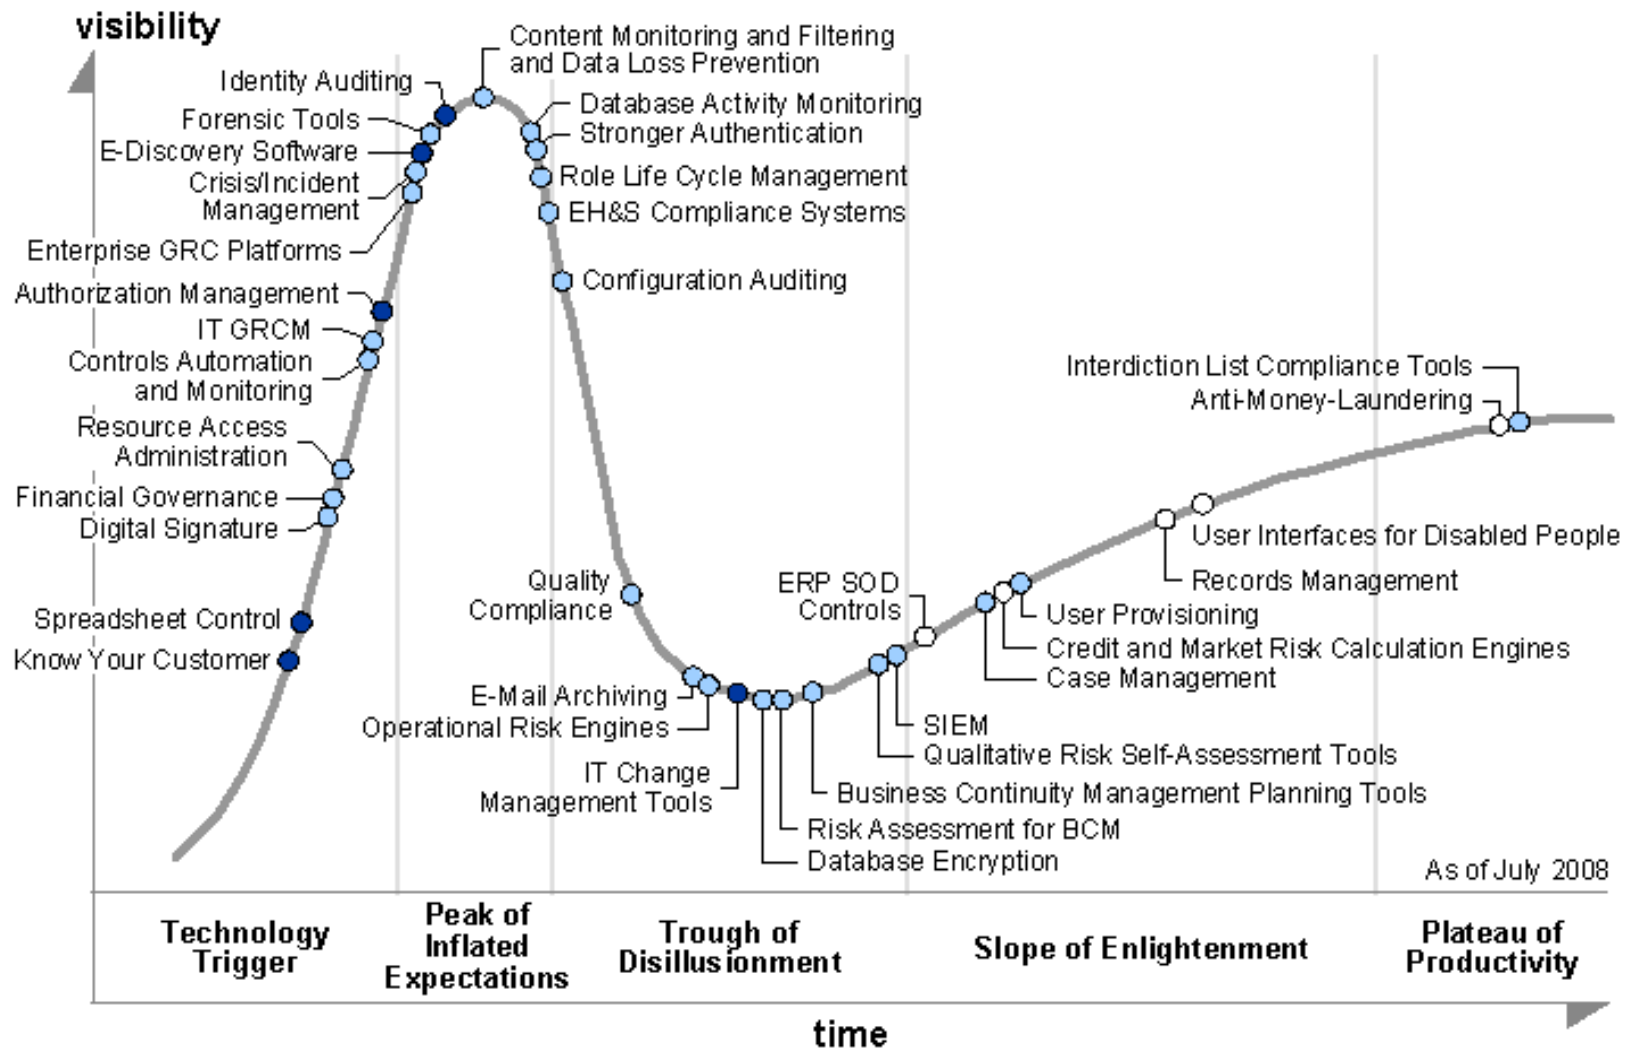 visibility
Content Monitoring and Filtering
and Data Loss Prevention
Identity Auditing
Database Activity Monitoring
Forensic Tools
Stronger Authentication
E-Discovery Software
Crisis/Incident
Management
Role Life Cycle Management
EH&S Compliance Systems
Enterprise GRC Platforms
Configuration Auditing
Authorization Management
IT GRCM
Controls Automation
and Monitoring
Interdiction List Compliance Tools
Anti-Money-Laundering
Resource Access
Administration
Financial Governance
Digital Signature
User Interfaces for Disabled People
Quality
Compliance
ERP SOD
Controls
Records Management
Spreadsheet Control
User Provisioning
Know Your Customer
Credit and Market Risk Calculation Engines
Case Management
E-Mail Archiving
Operational Risk Engines
SIEM
Qualitative Risk Self-Assessment Tools
IT Change
Management Tools
Business Continuity Management Planning Tools
Risk Assessment for BCM
Database Encryption
As of July 2008
Technology
Trigger
Peak of
Inflated
Expectations
Trough of
Disillusionment
Slope of Enlightenment
Plateau of
Productivity
time